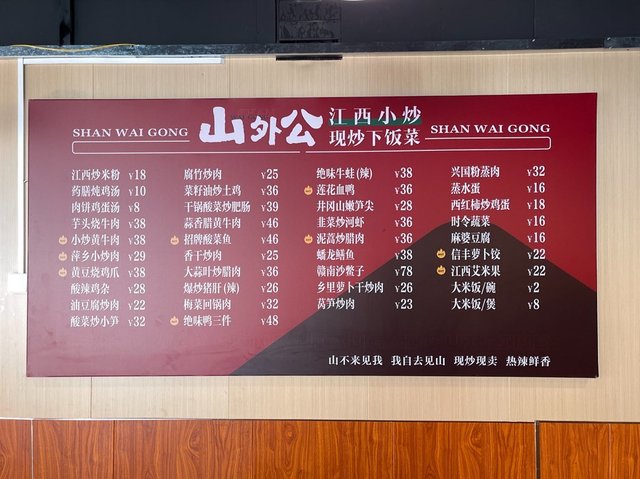 SHAN WAI GONG
山外公
江西小炒
现炒下饭菜
SHAN WAI GONG
江西炒米粉 ¥18
药膳炖鸡汤 ¥10
肉饼鸡蛋汤 ¥8
芋头烧牛肉 ¥38
小炒黄牛肉 ¥38
萍乡小炒肉 ¥29
黄豆烧鸡爪 ¥38
酸辣鸡杂 ¥28
油豆腐炒肉 ¥22
酸菜炒小笋 ¥32
腐竹炒肉 ¥25
菜籽油炒土鸡 ¥36
干锅酸菜炒肥肠 ¥39
蒜香腊黄牛肉 ¥46
招牌酸菜鱼 ¥46
香干炒肉 ¥25
大蒜叶炒腊肉 ¥36
爆炒猪肝(辣) ¥26
梅菜回锅肉 ¥32
绝味鸭三件 ¥48
绝味牛蛙(辣) ¥38
莲花血鸭 ¥36
井冈山嫩笋尖 ¥28
韭菜炒河虾 ¥36
泥蒿炒腊肉 ¥36
蟠龙鳝鱼 ¥38
赣南沙鳖子 ¥78
乡里萝卜干炒肉 ¥26
莴笋炒肉 ¥23
兴国粉蒸肉 ¥32
蒸水蛋 ¥16
西红柿炒鸡蛋 ¥18
时令蔬菜 ¥16
麻婆豆腐 ¥16
信丰萝卜饺 ¥22
江西艾米果 ¥22
大米饭/碗 ¥2
大米饭/煲 ¥8
山不来见我 我自去见山 现炒现卖 热辣鲜香